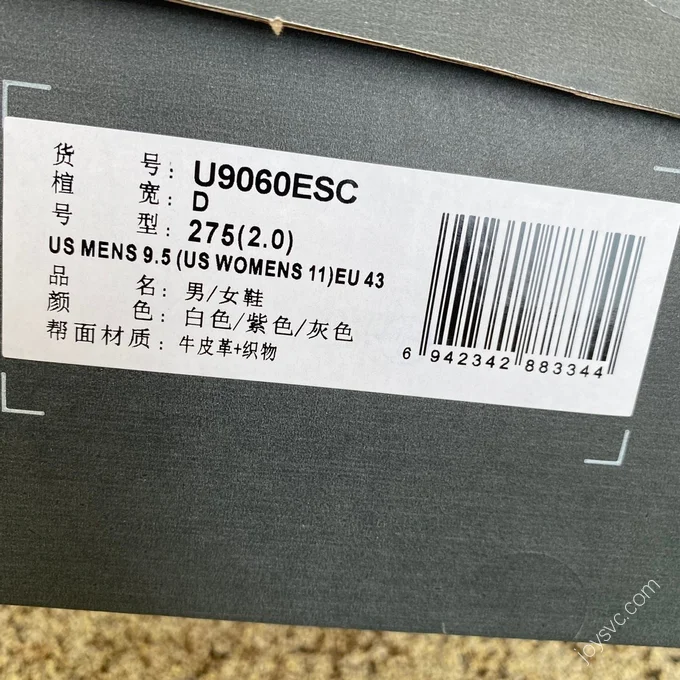 货号: U9060ESC
楦宽: D
号型: 275(2.0)
US MENS 9.5 (US WOMENS 11)EU 43
品名: 男/女鞋
颜色: 白色/紫色/灰色
帮面材质: 牛皮革+织物
6 942342 883344
joysvc.com